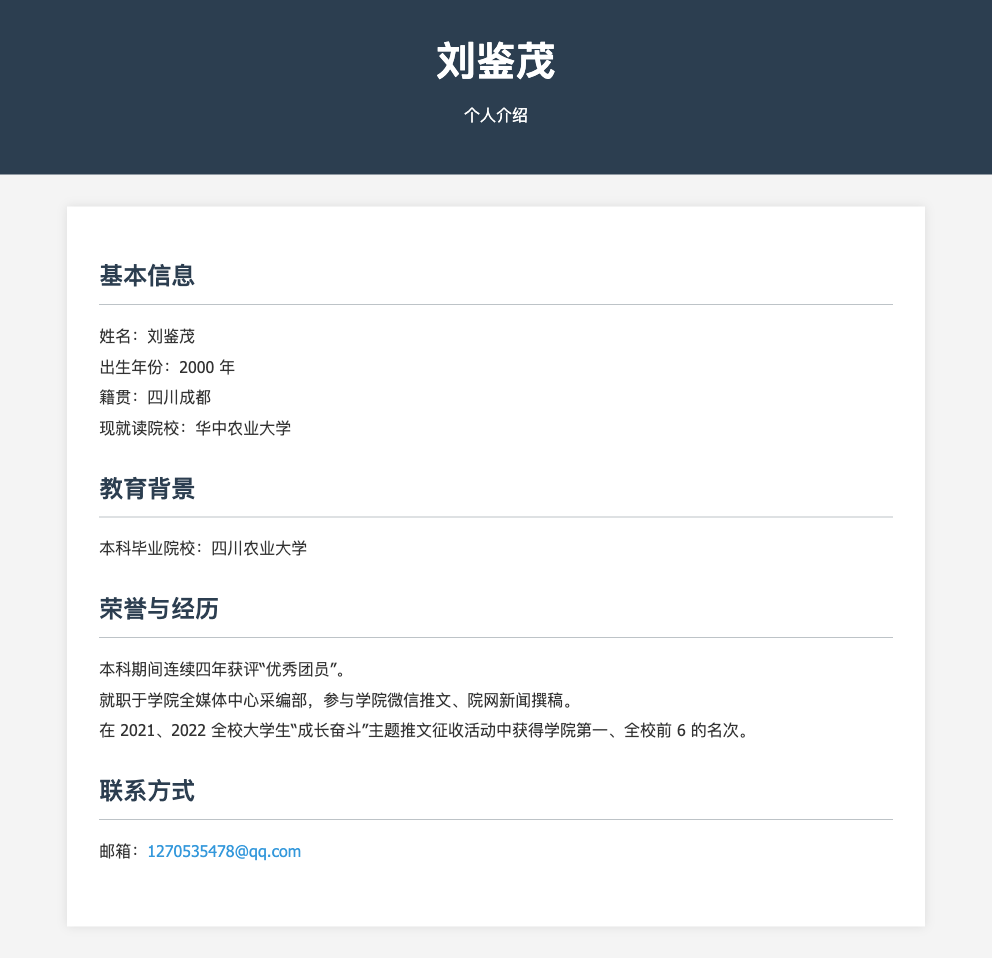 刘鉴茂
个人介绍
基本信息
姓名：刘鉴茂
出生年份：2000 年
籍贯：四川成都
现就读院校：华中农业大学
教育背景
本科毕业院校：四川农业大学
荣誉与经历
本科期间连续四年获评“优秀团员”。
就职于学院全媒体中心采编部，参与学院微信推文、院网新闻撰稿。
在 2021、2022 全校大学生“成长奋斗”主题推文征收活动中获得学院第一、全校前 6 的名次。
联系方式
邮箱：1270535478@qq.com